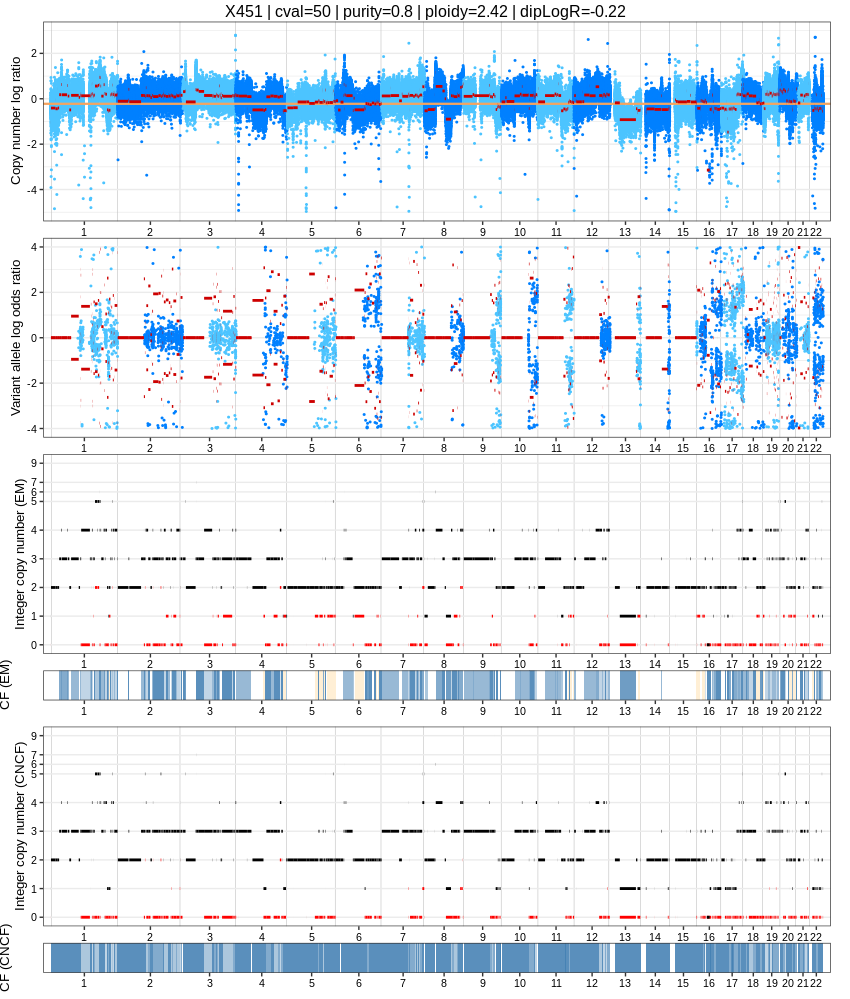 X451 | cval=50 | purity=0.8 | ploidy=2.42 | dipLogR=-0.22
Copy number log ratio
2
0
-2
-4
1 2 3 4 5 6 7 8 9 10 11 12 13 14 15 16 17 18 19 20 21 22
Variant allele log odds ratio
4
2
0
-2
-4
1 2 3 4 5 6 7 8 9 10 11 12 13 14 15 16 17 18 19 20 21 22
Integer copy number (EM)
9
7
6
5
4
3
2
1
0
1 2 3 4 5 6 7 8 9 10 11 12 13 14 15 16 17 18 19 20 21 22
CF (EM)
1 2 3 4 5 6 7 8 9 10 11 12 13 14 15 16 17 18 19 20 21 22
Integer copy number (CNCF)
9
7
6
5
4
3
2
1
0
1 2 3 4 5 6 7 8 9 10 11 12 13 14 15 16 17 18 19 20 21 22
CF (CNCF)
1 2 3 4 5 6 7 8 9 10 11 12 13 14 15 16 17 18 19 20 21 22